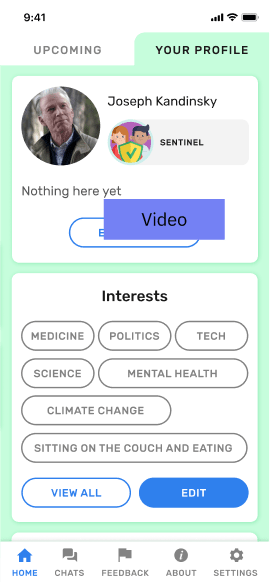 9:41
UPCOMING
YOUR PROFILE
Joseph Kandinsky
SENTINEL
Nothing here yet
Video
Interests
MEDICINE
POLITICS
TECH
SCIENCE
MENTAL HEALTH
CLIMATE CHANGE
SITTING ON THE COUCH AND EATING
VIEW ALL
EDIT
HOME
CHATS
FEEDBACK
ABOUT
SETTINGS